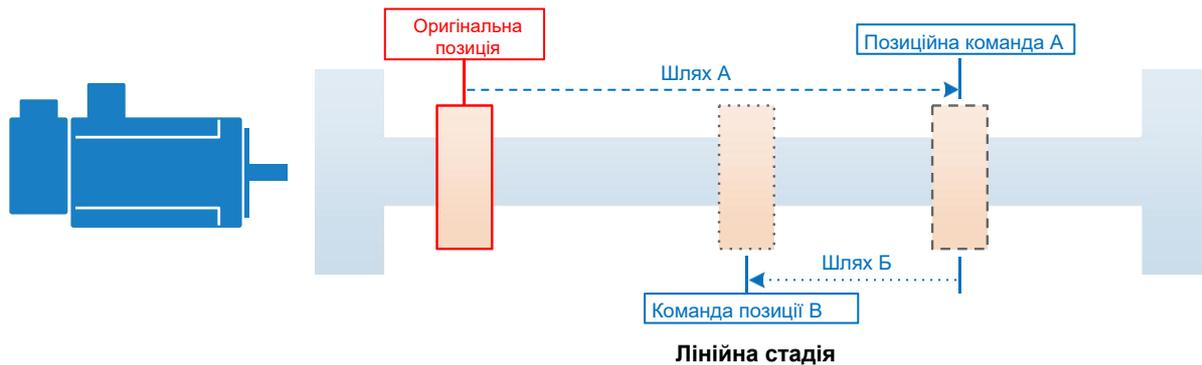 Оригінальна
позиція
Позиційна команда А
Шлях А
Шлях Б
Команда позиції В
Лінійна стадія